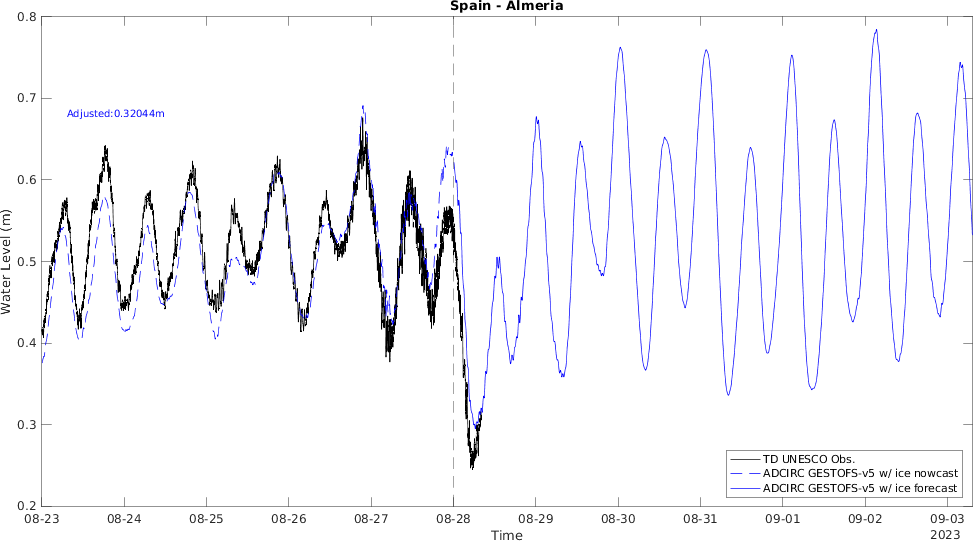 Spain - Almeria
0.8
0.7
0.6
0.5
0.4
0.3
0.2
Water Level (m)
Adjusted:0.32044m
TD UNESCO Obs.
ADCIRC GESTOFS-v5 w/ ice nowcast
ADCIRC GESTOFS-v5 w/ ice forecast
08-23 08-24 08-25 08-26 08-27 08-28 08-29 08-30 08-31 09-01 09-02 09-03
2023
Time